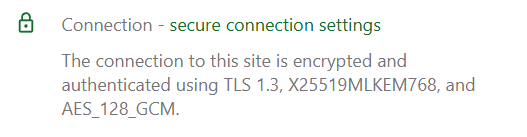 Connection - secure connection settings
The connection to this site is encrypted and
authenticated using TLS 1.3, X25519MLKEM768, and
AES_128_GCM.